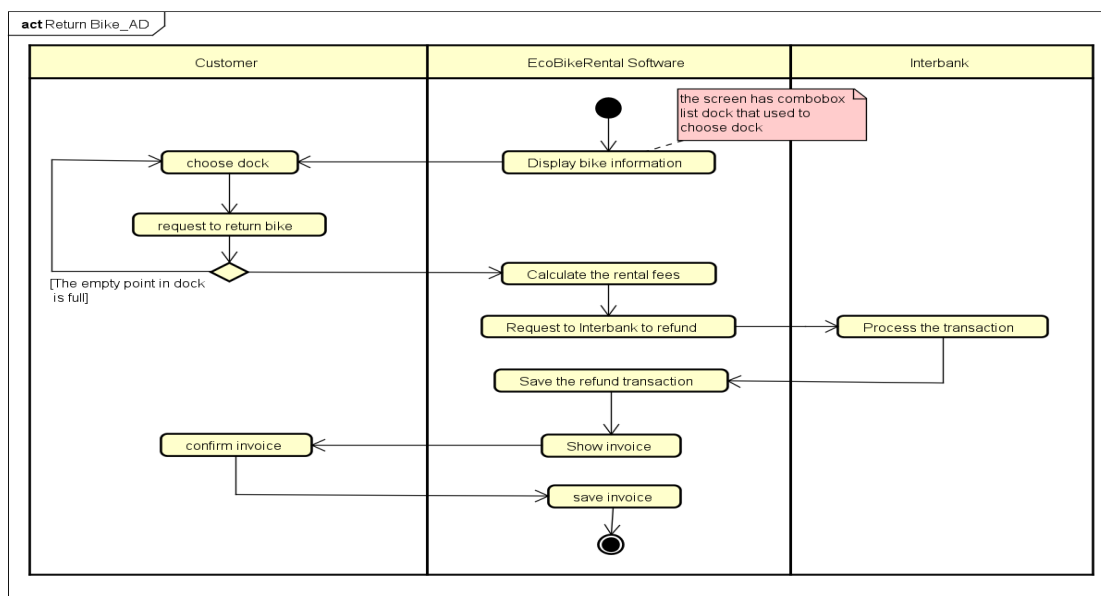 act Return Bike_AD
Customer
EcoBikeRental Software
Interbank
the screen has combobox
list dock that used to
choose dock
choose dock
Display bike information
request to return bike
[The empty point in dock
is full]
Calculate the rental fees
Request to Interbank to refund
Process the transaction
Save the refund transaction
confirm invoice
Show invoice
save invoice